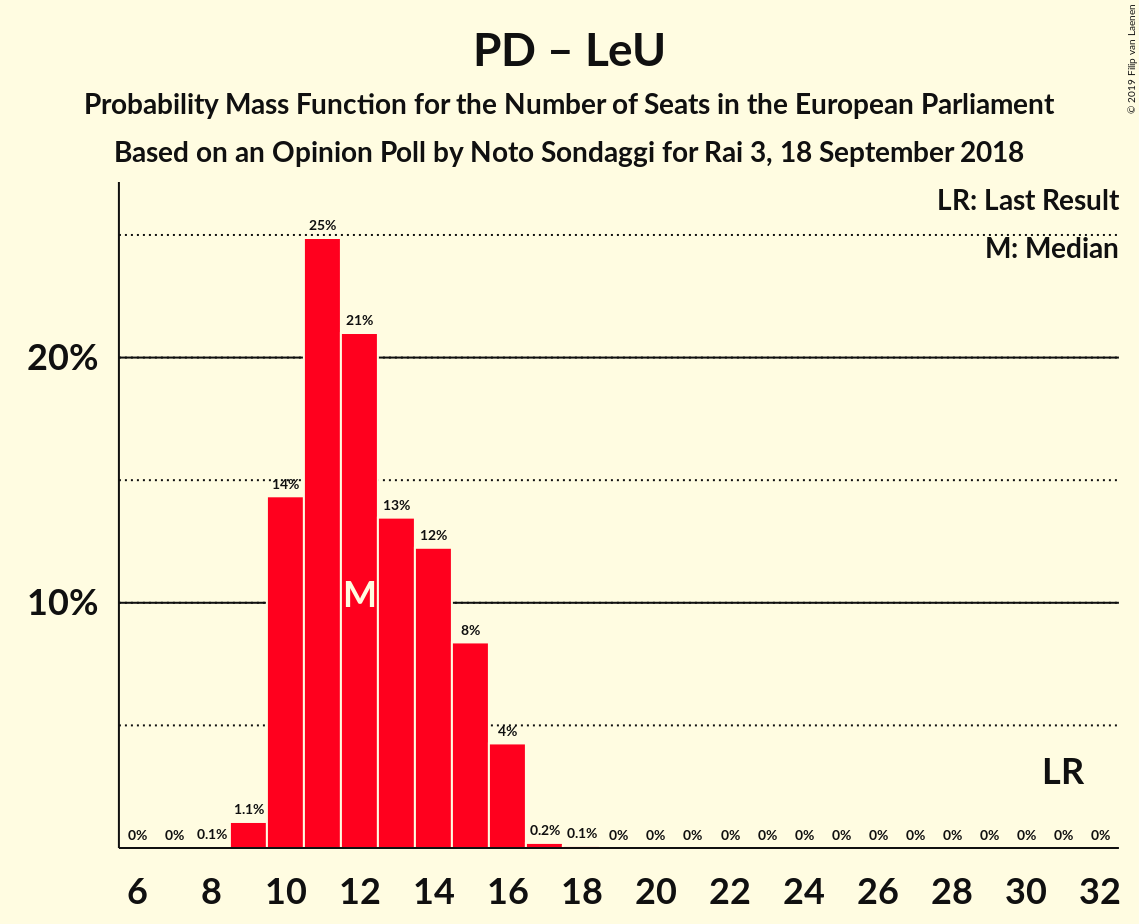 PD – LeU
Probability Mass Function for the Number of Seats in the European Parliament
Based on an Opinion Poll by Noto Sondaggi for Rai 3, 18 September 2018
© 2019 Filip van Laenen
LR: Last Result
M: Median
20%
10%
0% 0% 0.1% 1.1% 14% 25% 21% 13% 12% 8% 4% 0.2% 0.1% 0% 0% 0% 0% 0% 0% 0% 0% 0% 0% 0% 0% 0% 0%
M
LR
6 8 10 12 14 16 18 20 22 24 26 28 30 32